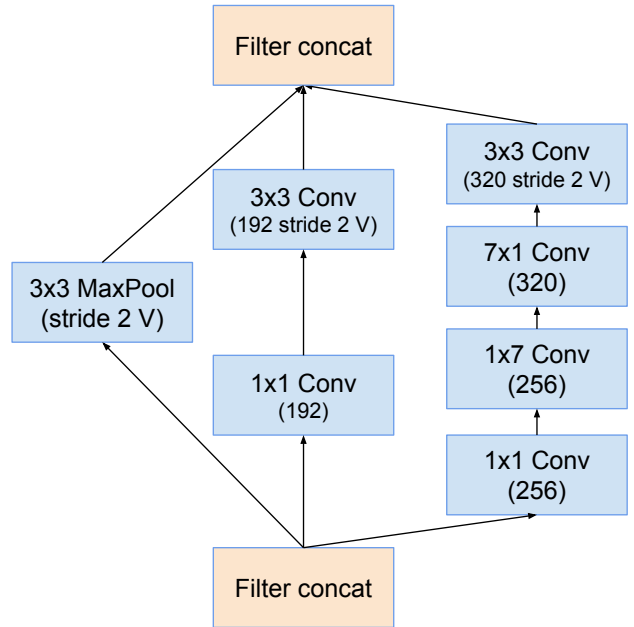 Filter concat
3x3 Conv
(320 stride 2 V)
3x3 Conv
(192 stride 2 V)
7x1 Conv
(320)
3x3 MaxPool
(stride 2 V)
1x7 Conv
(256)
1x1 Conv
(192)
1x1 Conv
(256)
Filter concat